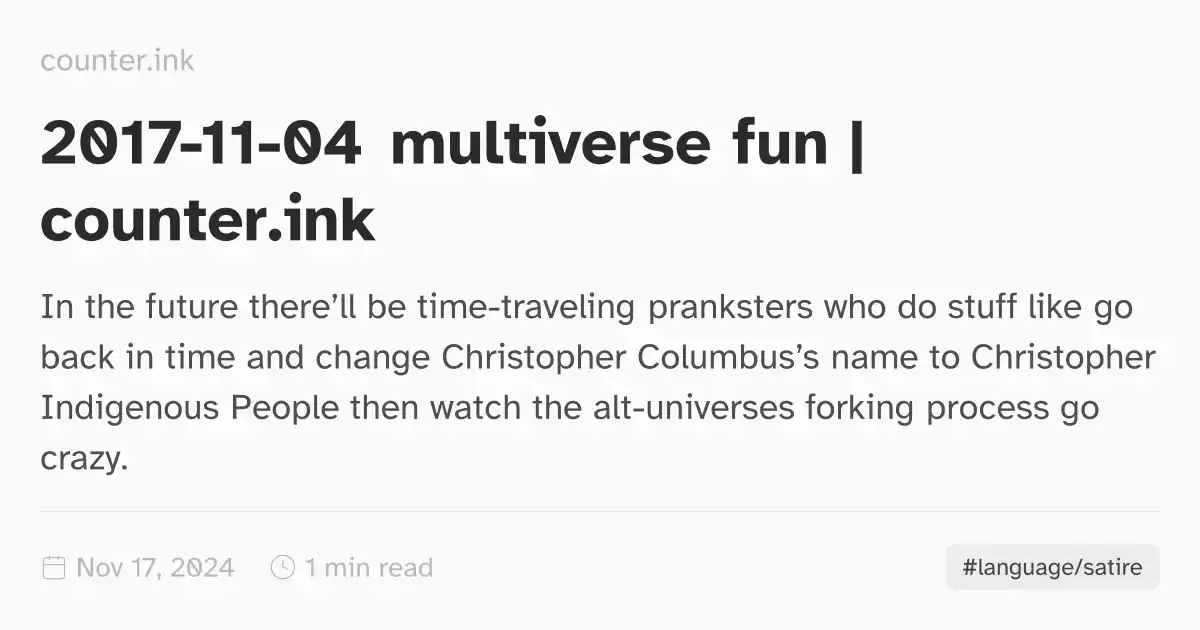 counter.ink
2017-11-04 multiverse fun |
counter.ink
In the future there’ll be time-traveling pranksters who do stuff like go
back in time and change Christopher Columbus’s name to Christopher
Indigenous People then watch the alt-universes forking process go
crazy.
Nov 17, 2024 1 min read #language/satire